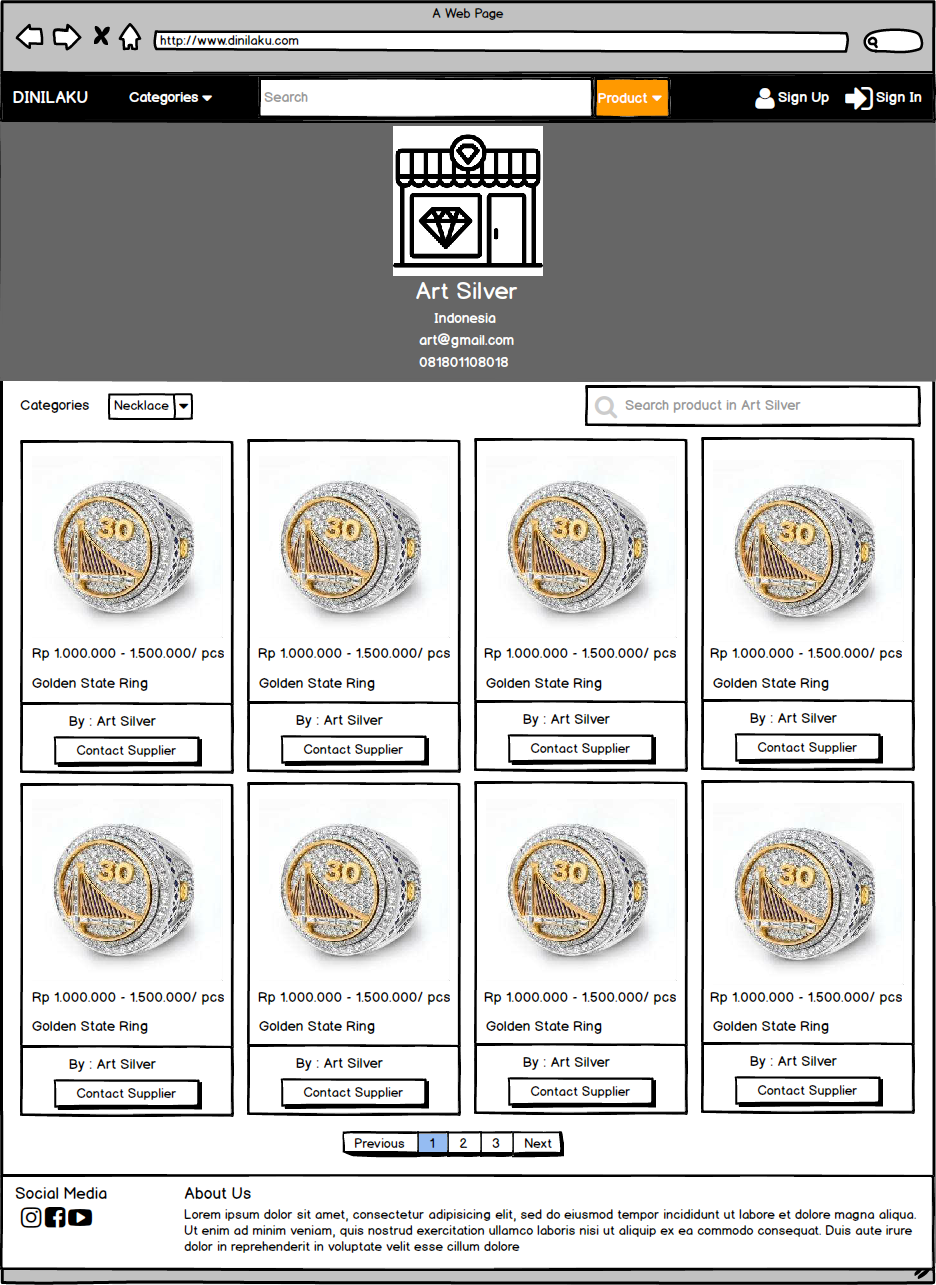 A Web Page
http://www.dinilaku.com
DINILAKU Categories Search Product Sign Up Sign In
Art Silver
Indonesia
art@gmail.com
081801108018
Categories Necklace Search product in Art Silver
30 30 30 30
Rp 1.000.000 - 1.500.000/ pcs Rp 1.000.000 - 1.500.000/ pcs Rp 1.000.000 - 1.500.000/ pcs Rp 1.000.000 - 1.500.000/ pcs
Golden State Ring Golden State Ring Golden State Ring Golden State Ring
By : Art Silver By : Art Silver By : Art Silver By : Art Silver
Contact Supplier Contact Supplier Contact Supplier Contact Supplier
30 30 30 30
Rp 1.000.000 - 1.500.000/ pcs Rp 1.000.000 - 1.500.000/ pcs Rp 1.000.000 - 1.500.000/ pcs Rp 1.000.000 - 1.500.000/ pcs
Golden State Ring Golden State Ring Golden State Ring Golden State Ring
By : Art Silver By : Art Silver By : Art Silver By : Art Silver
Contact Supplier Contact Supplier Contact Supplier Contact Supplier
Previous 1 2 3 Next
Social Media About Us
Lorem ipsum dolor sit amet, consectetur adipisicing elit, sed do eiusmod tempor incididunt ut labore et dolore magna aliqua.
Ut enim ad minim veniam, quis nostrud exercitation ullamco laboris nisi ut aliquip ex ea commodo consequat. Duis aute irure
dolor in reprehenderit in voluptate velit esse cillum dolore